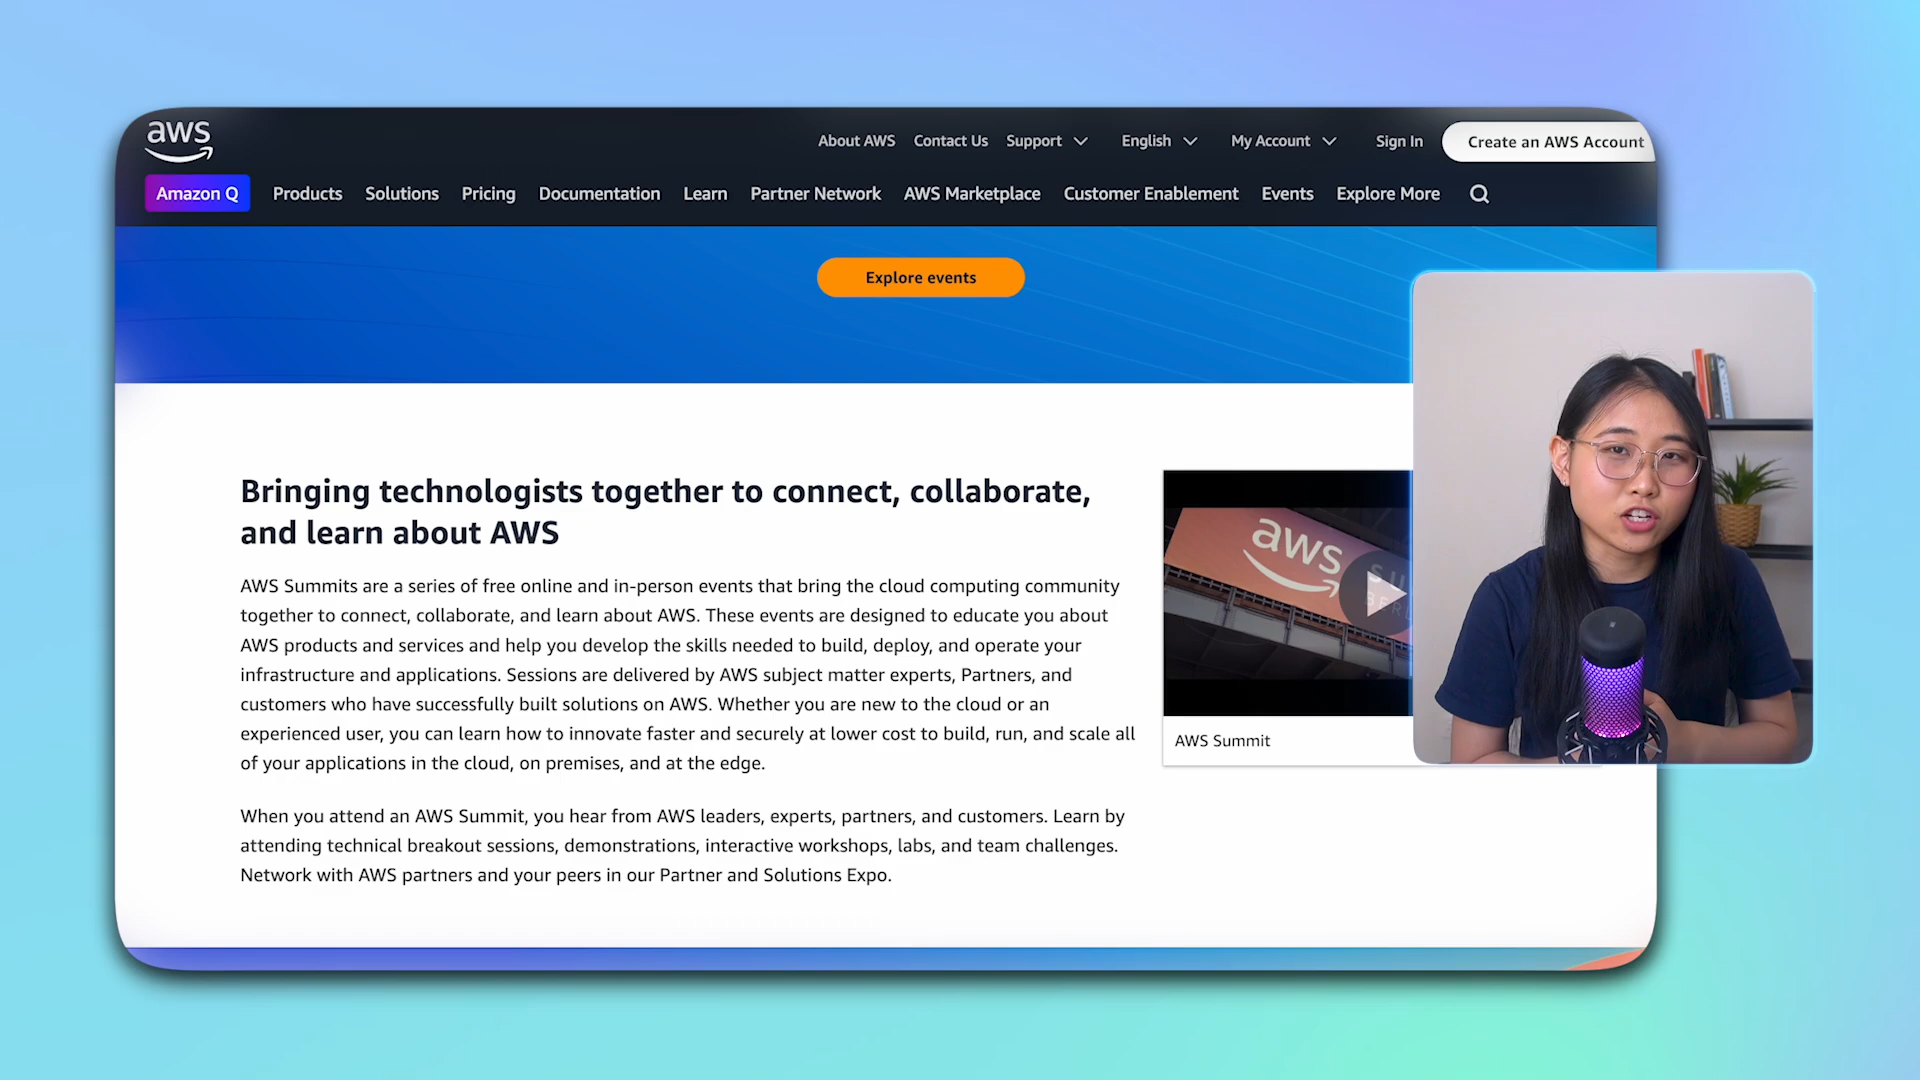 aws
About AWS Contact Us Support English My Account Sign In Create an AWS Account
Amazon Q Products Solutions Pricing Documentation Learn Partner Network AWS Marketplace Customer Enablement Events Explore More
Explore events
Bringing technologists together to connect, collaborate,
and learn about AWS
AWS Summits are a series of free online and in-person events that bring the cloud computing community
together to connect, collaborate, and learn about AWS. These events are designed to educate you about
AWS products and services and help you develop the skills needed to build, deploy, and operate your
infrastructure and applications. Sessions are delivered by AWS subject matter experts, Partners, and
customers who have successfully built solutions on AWS. Whether you are new to the cloud or an
experienced user, you can learn how to innovate faster and securely at lower cost to build, run, and scale all
of your applications in the cloud, on premises, and at the edge.
When you attend an AWS Summit, you hear from AWS leaders, experts, partners, and customers. Learn by
attending technical breakout sessions, demonstrations, interactive workshops, labs, and team challenges.
Network with AWS partners and your peers in our Partner and Solutions Expo.
aws
AWS Summit